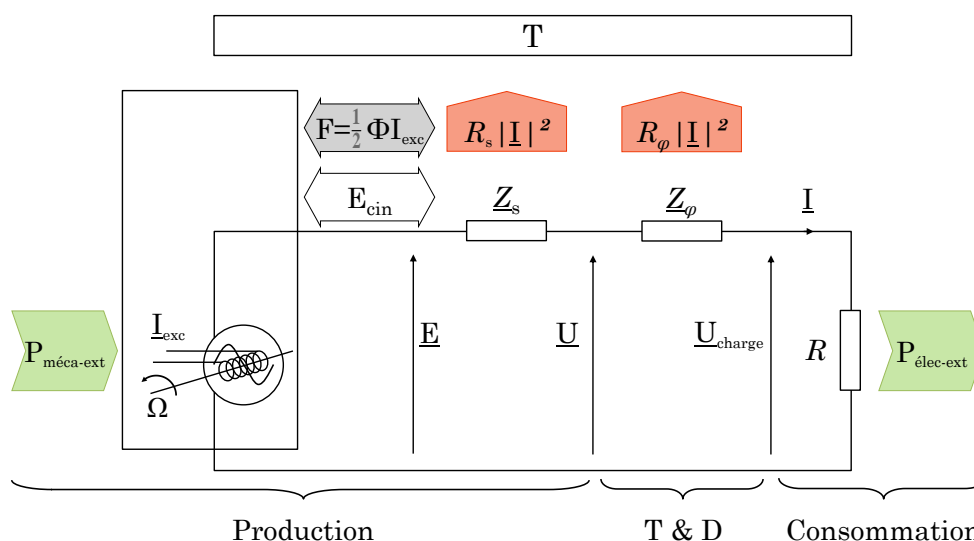 T
F=½ΦI_exc
R_s|I|²
R_φ|I|²
E_cin
Z_s
Z_φ
I
I_exc
P_méca-ext
E
U
U_charge
R
P_élec-ext
Ω
Production
T & D
Consommation